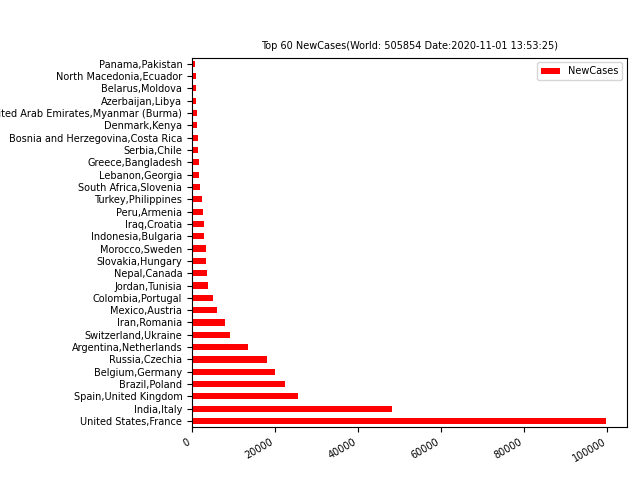 Top 60 NewCases(World: 505854 Date:2020-11-01 13:53:25)
NewCases
Panama,Pakistan
North Macedonia,Ecuador
Belarus,Moldova
Azerbaijan,Libya
ted Arab Emirates,Myanmar (Burma)
Denmark,Kenya
Bosnia and Herzegovina,Costa Rica
Serbia,Chile
Greece,Bangladesh
Lebanon,Georgia
South Africa,Slovenia
Turkey,Philippines
Peru,Armenia
Iraq,Croatia
Indonesia,Bulgaria
Morocco,Sweden
Slovakia,Hungary
Nepal,Canada
Jordan,Tunisia
Colombia,Portugal
Mexico,Austria
Iran,Romania
Switzerland,Ukraine
Argentina,Netherlands
Russia,Czechia
Belgium,Germany
Brazil,Poland
Spain,United Kingdom
India,Italy
United States,France
0 20000 40000 60000 80000 100000